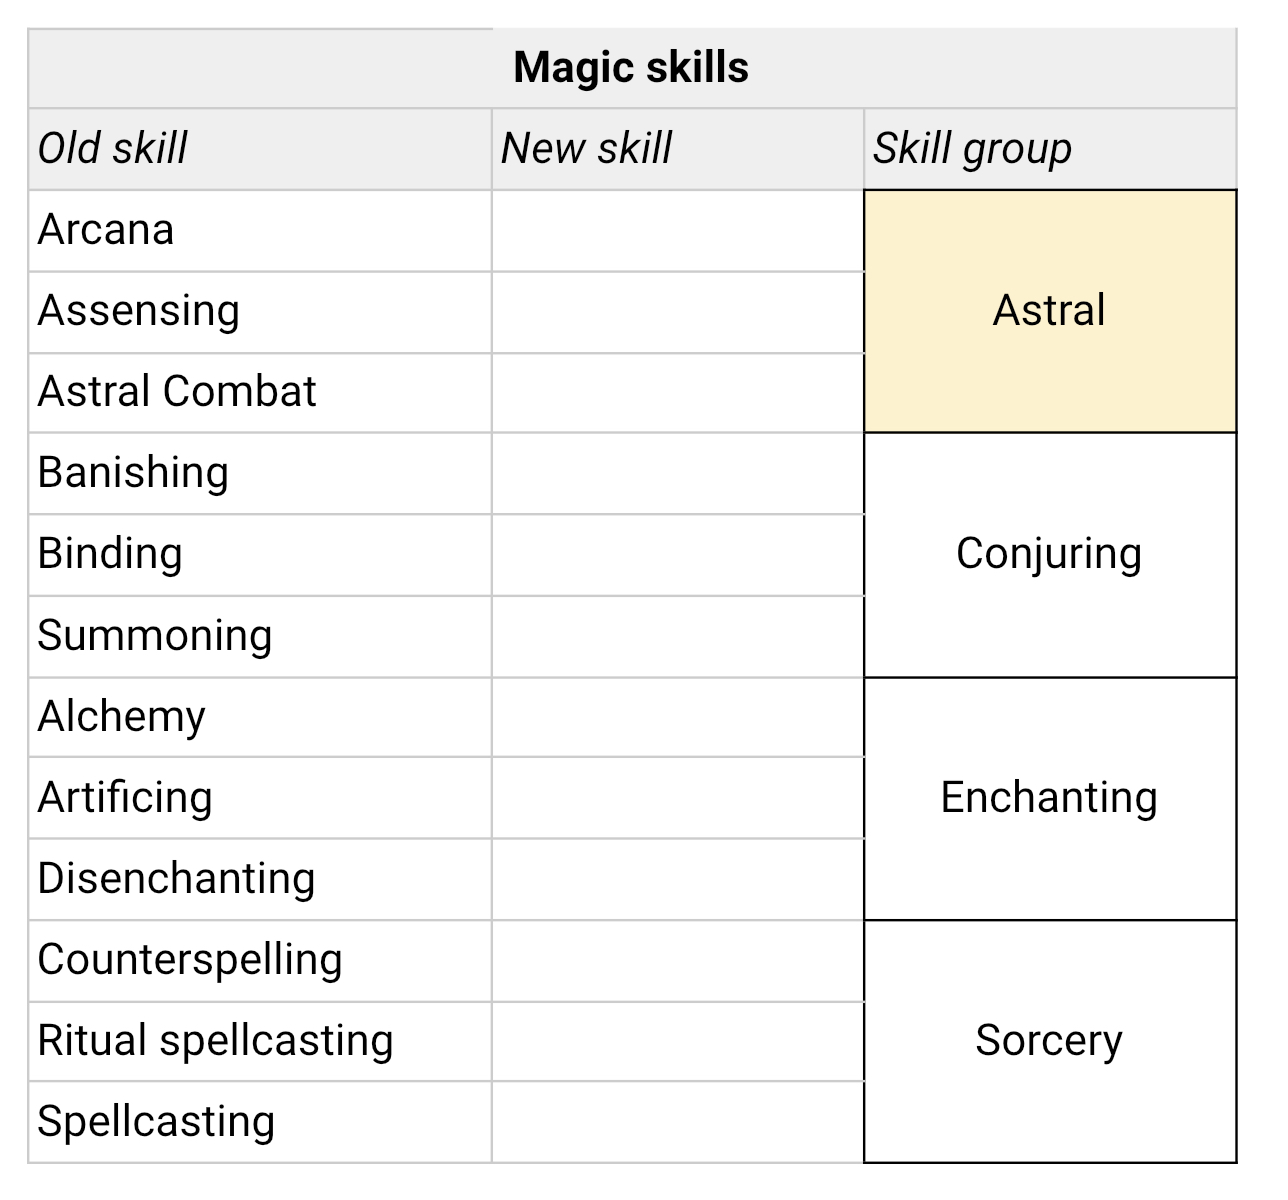 Magic skills
Old skill New skill Skill group
Arcana
Assensing Astral
Astral Combat
Banishing
Binding Conjuring
Summoning
Alchemy
Artificing Enchanting
Disenchanting
Counterspelling
Ritual spellcasting Sorcery
Spellcasting